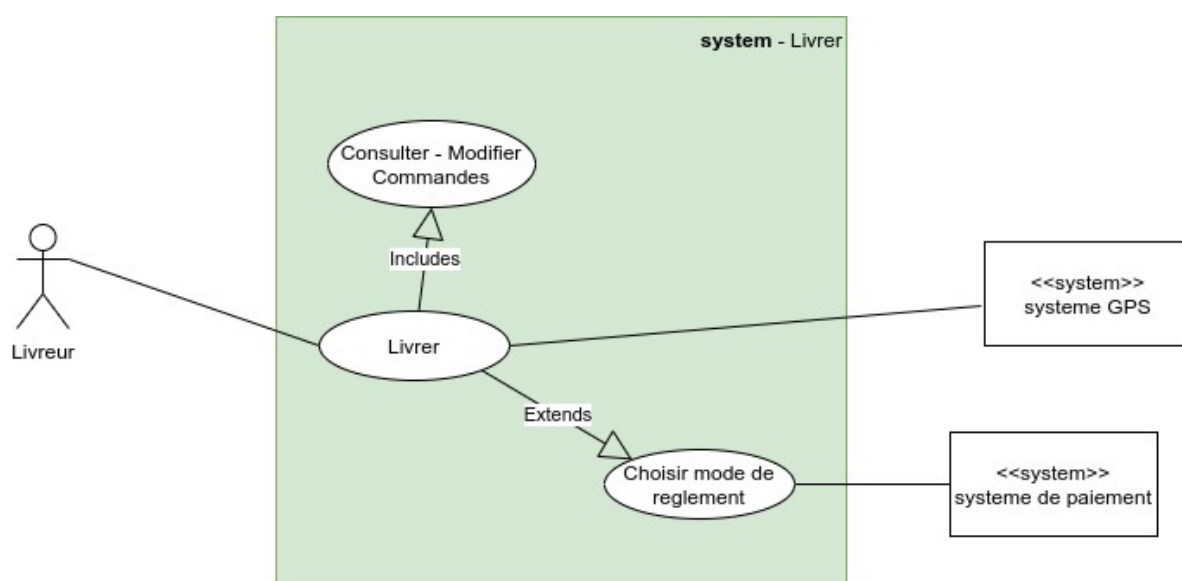 system - Livrer
Consulter - Modifier
Commandes
Includes
Livreur
Livrer
<<system>>
systeme GPS
Extends
Choisir mode de
reglement
<<system>>
systeme de paiement